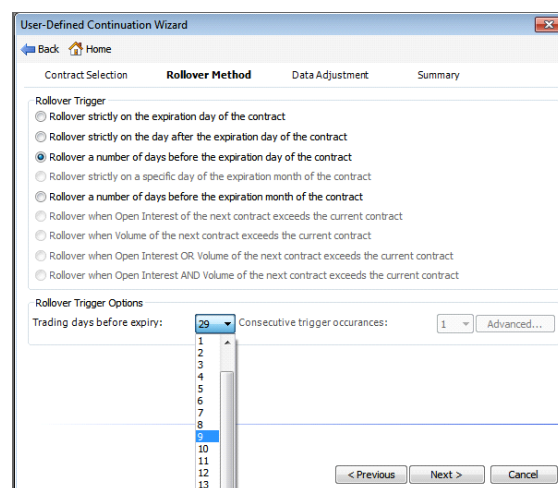 User-Defined Continuation Wizard
Back Home
Contract Selection Rollover Method Data Adjustment Summary
Rollover Trigger
Rollover strictly on the expiration day of the contract
Rollover strictly on the day after the expiration day of the contract
Rollover a number of days before the expiration day of the contract
Rollover strictly on a specific day of the expiration month of the contract
Rollover a number of days before the expiration month of the contract
Rollover when Open Interest of the next contract exceeds the current contract
Rollover when Volume of the next contract exceeds the current contract
Rollover when Open Interest OR Volume of the next contract exceeds the current contract
Rollover when Open Interest AND Volume of the next contract exceeds the current contract
Rollover Trigger Options
Trading days before expiry: 29 Consecutive trigger occurances: 1 Advanced...
1
2
3
4
5
6
7
8
9
10
11
12
13
< Previous Next > Cancel